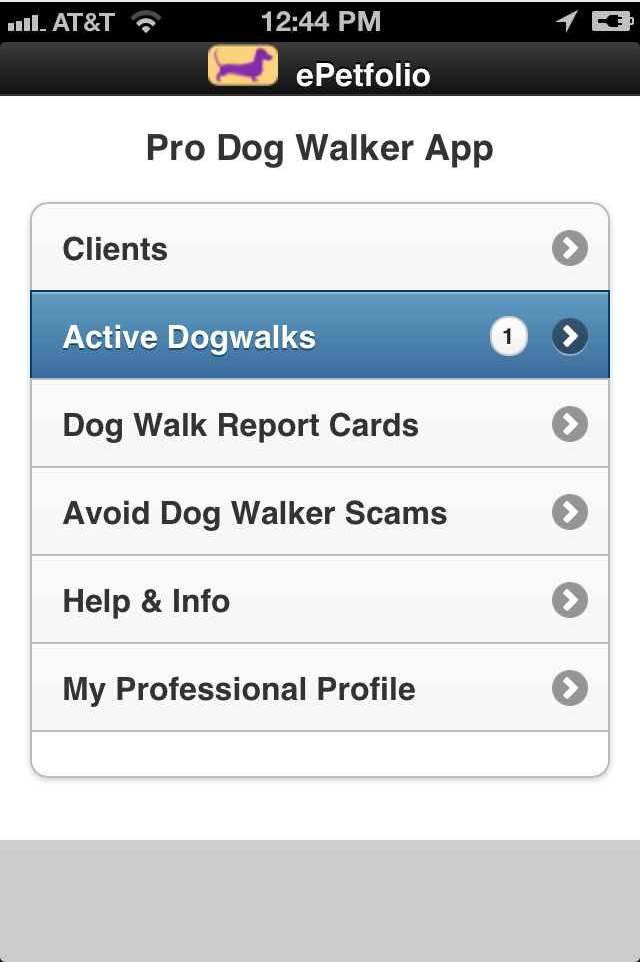 AT&T 12:44 PM
ePetfolio
Pro Dog Walker App
Clients
Active Dogwalks 1
Dog Walk Report Cards
Avoid Dog Walker Scams
Help & Info
My Professional Profile